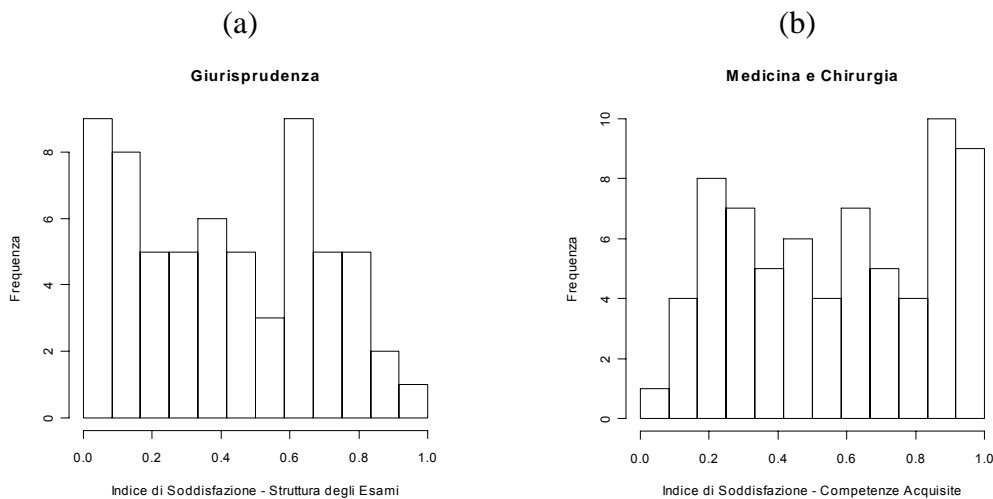 (a)
Giurisprudenza
Frequenza
0
2
4
6
8
0.0 0.2 0.4 0.6 0.8 1.0
Indice di Soddisfazione - Struttura degli Esami
(b)
Medicina e Chirurgia
Frequenza
0
2
4
6
8
10
0.0 0.2 0.4 0.6 0.8 1.0
Indice di Soddisfazione - Competenze Acquisite